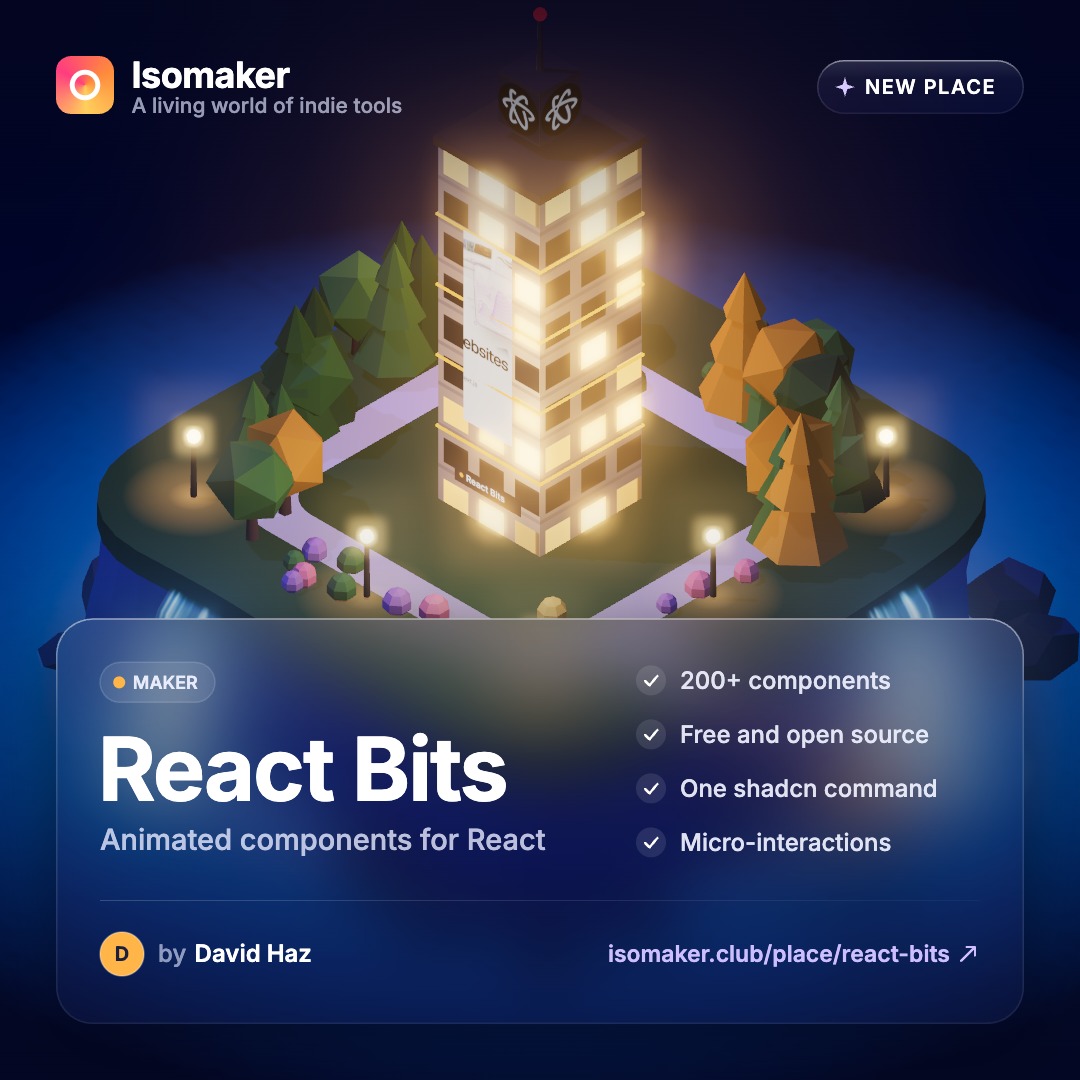 Isomaker
A living world of indie tools
NEW PLACE
ebsites
React Bits
MAKER
React Bits
Animated components for React
200+ components
Free and open source
One shadcn command
Micro-interactions
D
by David Haz
isomaker.club/place/react-bits ↗